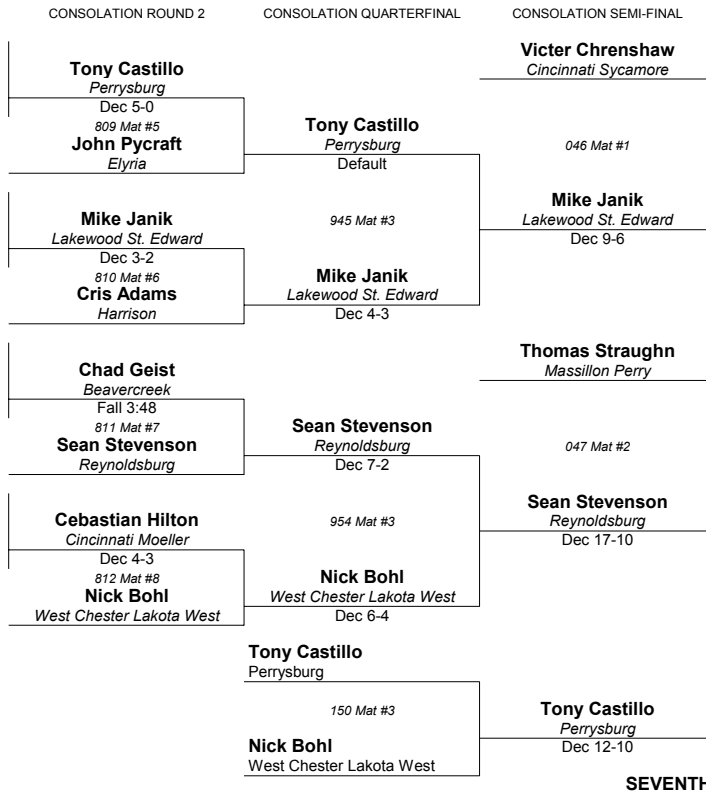 CONSOLATION ROUND 2
CONSOLATION QUARTERFINAL
CONSOLATION SEMI-FINAL
Tony Castillo
Perrysburg
Dec 5-0
809 Mat #5
John Pycraft
Elyria
Mike Janik
Lakewood St. Edward
Dec 3-2
810 Mat #6
Cris Adams
Harrison
Chad Geist
Beavercreek
Fall 3:48
811 Mat #7
Sean Stevenson
Reynoldsburg
Cebastian Hilton
Cincinnati Moeller
Dec 4-3
812 Mat #8
Nick Bohl
West Chester Lakota West
Tony Castillo
Perrysburg
Default
945 Mat #3
Mike Janik
Lakewood St. Edward
Dec 4-3
Sean Stevenson
Reynoldsburg
Dec 7-2
954 Mat #3
Nick Bohl
West Chester Lakota West
Dec 6-4
Victer Chrenshaw
Cincinnati Sycamore
046 Mat #1
Mike Janik
Lakewood St. Edward
Dec 9-6
Thomas Straughn
Massillon Perry
047 Mat #2
Sean Stevenson
Reynoldsburg
Dec 17-10
Tony Castillo
Perrysburg
150 Mat #3
Nick Bohl
West Chester Lakota West
Tony Castillo
Perrysburg
Dec 12-10
SEVENTH